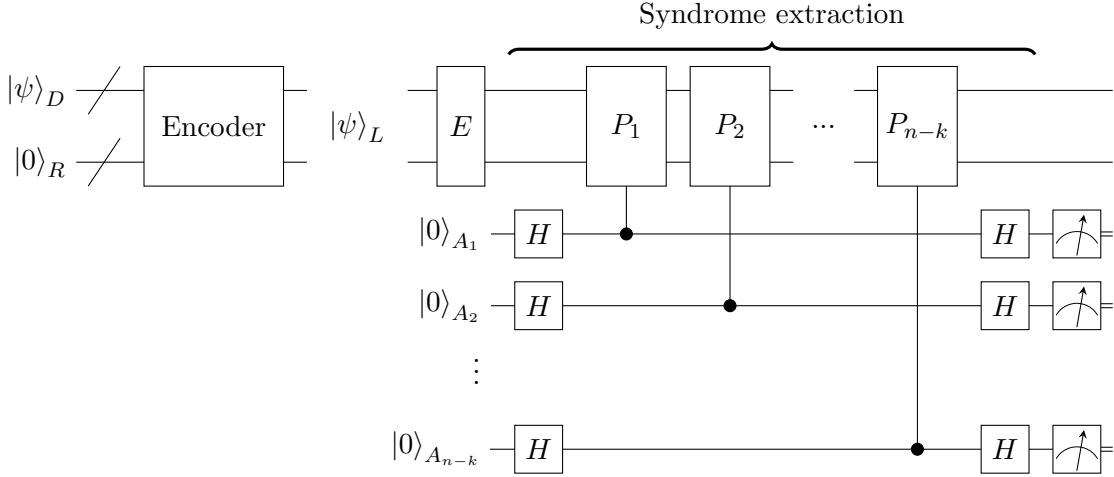 Syndrome extraction
|ψ⟩_D Encoder |ψ⟩_L E P_1 P_2 ... P_{n−k}
|0⟩_R
|0⟩_{A_1} H H
|0⟩_{A_2} H H
⋮
|0⟩_{A_{n−k}} H H